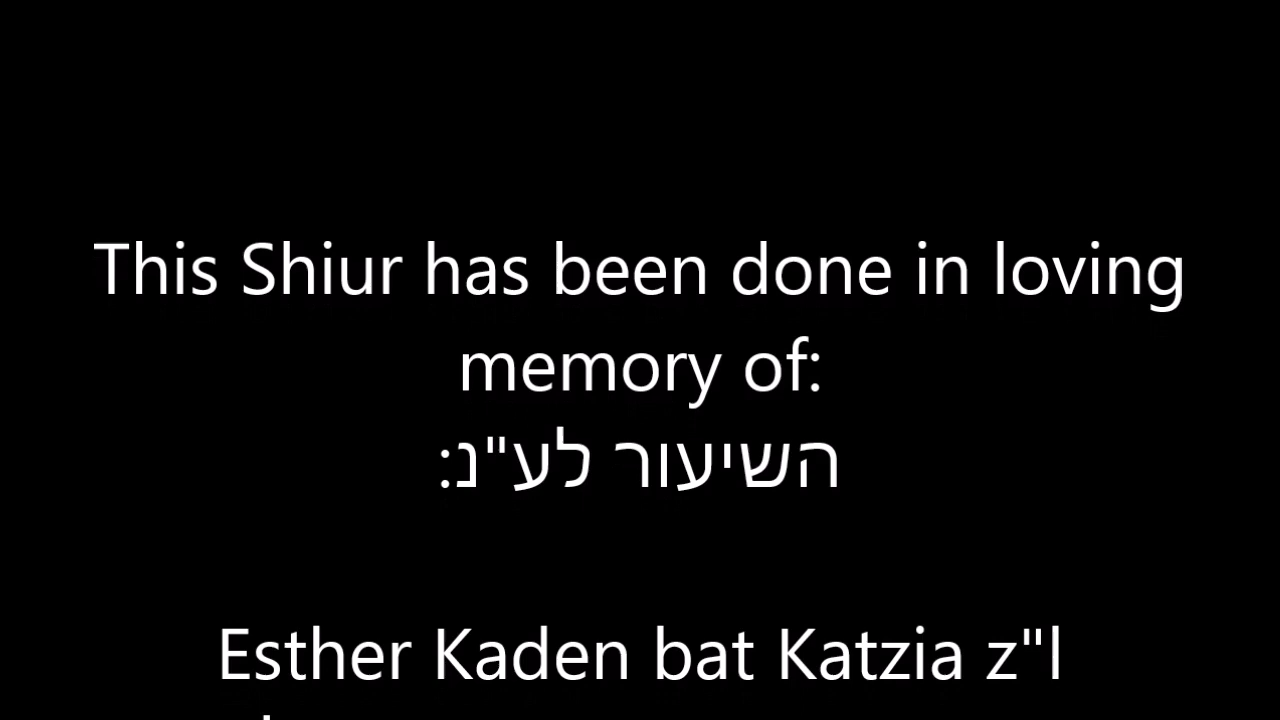 This Shiur has been done in loving
memory of:
השיעור לע"נ:
Esther Kaden bat Katzia z"l